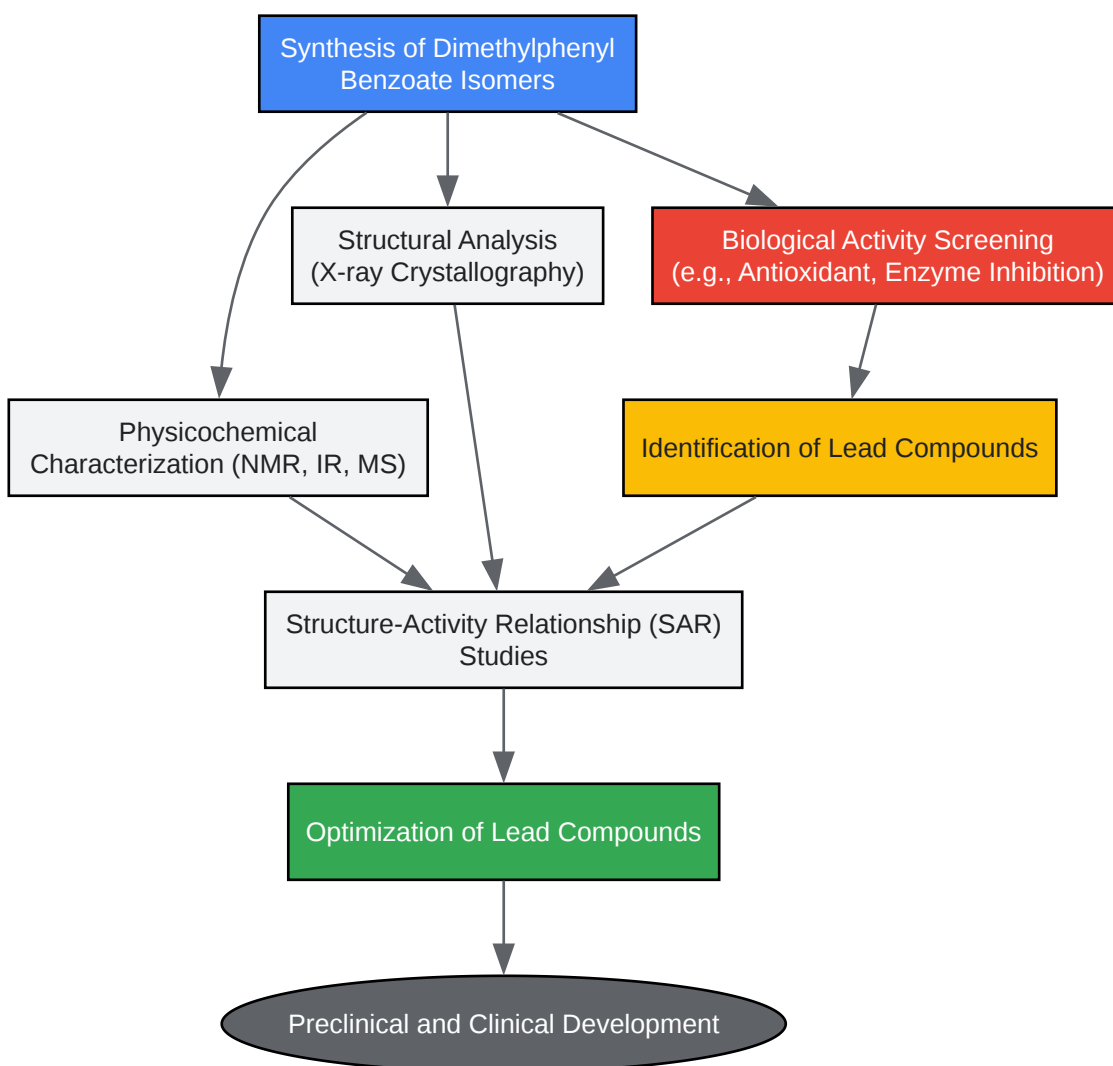 Synthesis of Dimethylphenyl
Benzoate Isomers
Structural Analysis
(X-ray Crystallography)
Biological Activity Screening
(e.g., Antioxidant, Enzyme Inhibition)
Physicochemical
Characterization (NMR, IR, MS)
Identification of Lead Compounds
Structure-Activity Relationship (SAR)
Studies
Optimization of Lead Compounds
Preclinical and Clinical Development